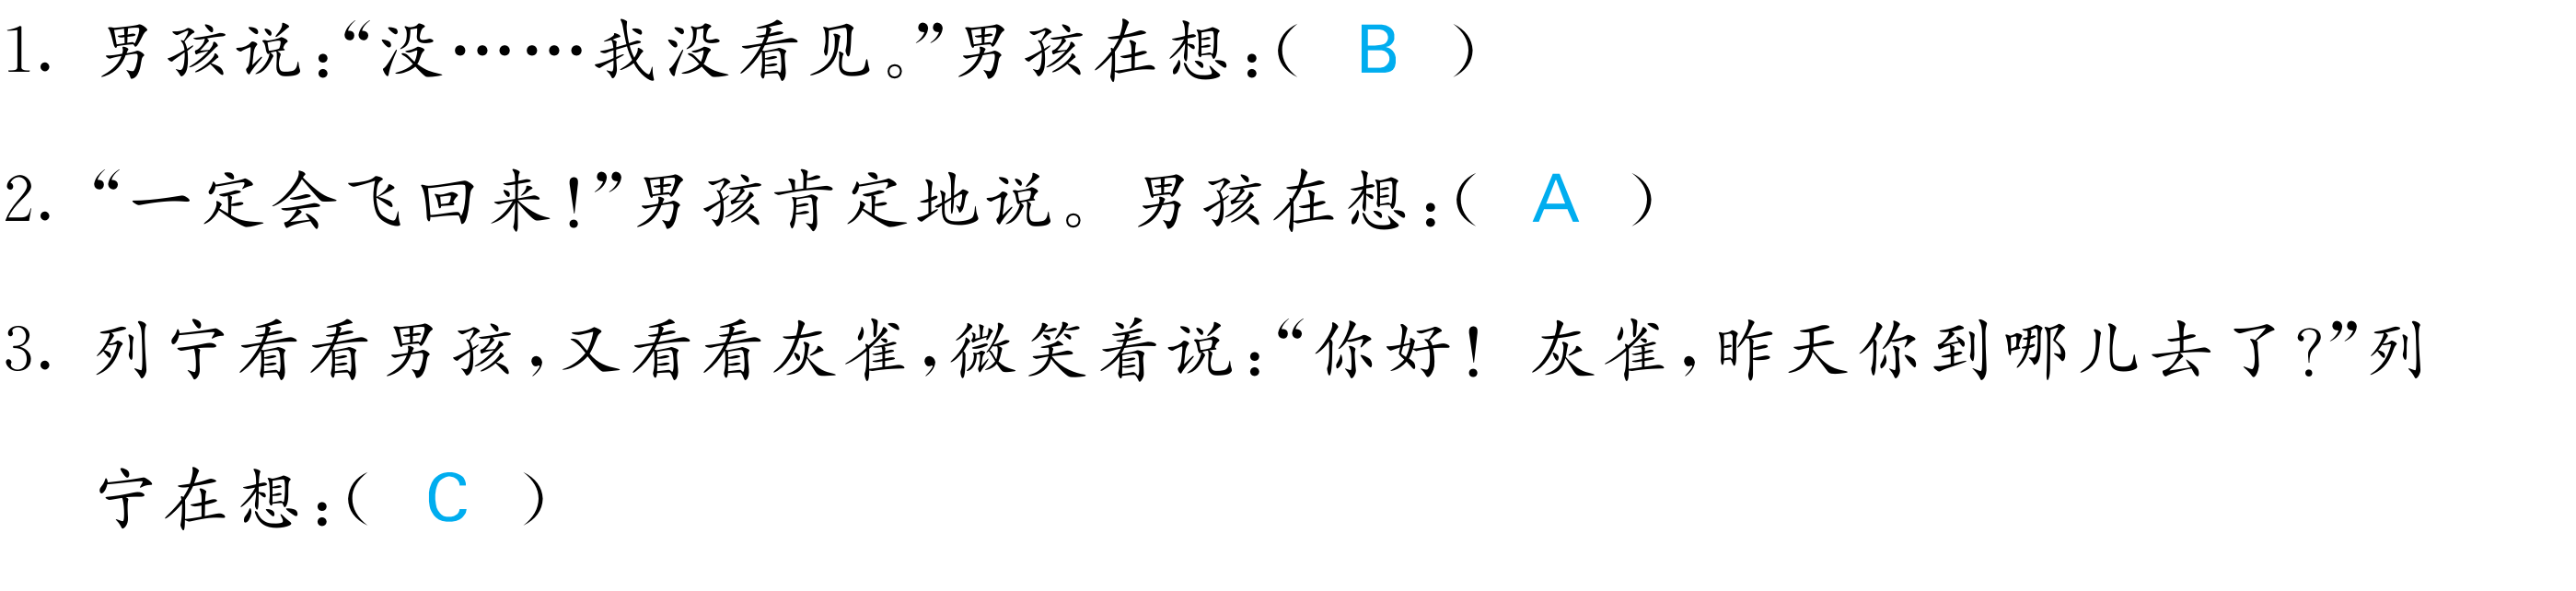 1. 男孩说:“没……我没看见。”男孩在想:( B )
2. “一定会飞回来!”男孩肯定地说。男孩在想:( A )
3. 列宁看看男孩,又看看灰雀,微笑着说:“你好! 灰雀,昨天你到哪儿去了?”列
宁在想:( C )